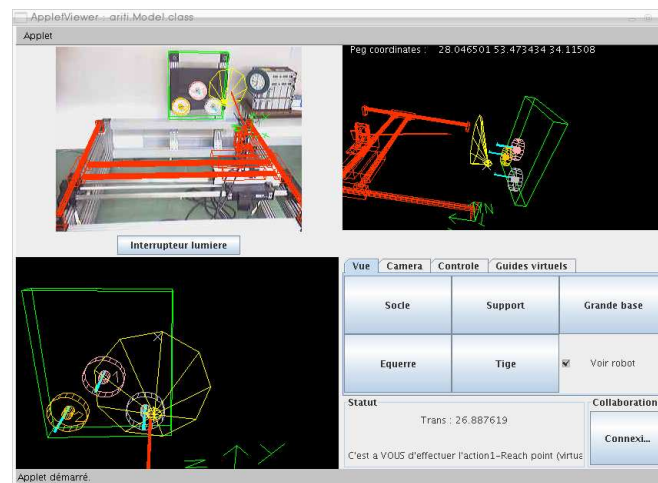 AppletViewer : ariti.Model.class
Applet
Peg coordinates : 28.046501 53.473434 34.11508
Interrupteur lumiere
Vue Camera Controle Guides virtuels
Socle Support Grande base
Equerre Tige Voir robot
Statut Collaboration
Trans : 26.887619
Connexi...
C'est a VOUS d'effectuer l'action1-Reach point (virtue
Applet démarré.